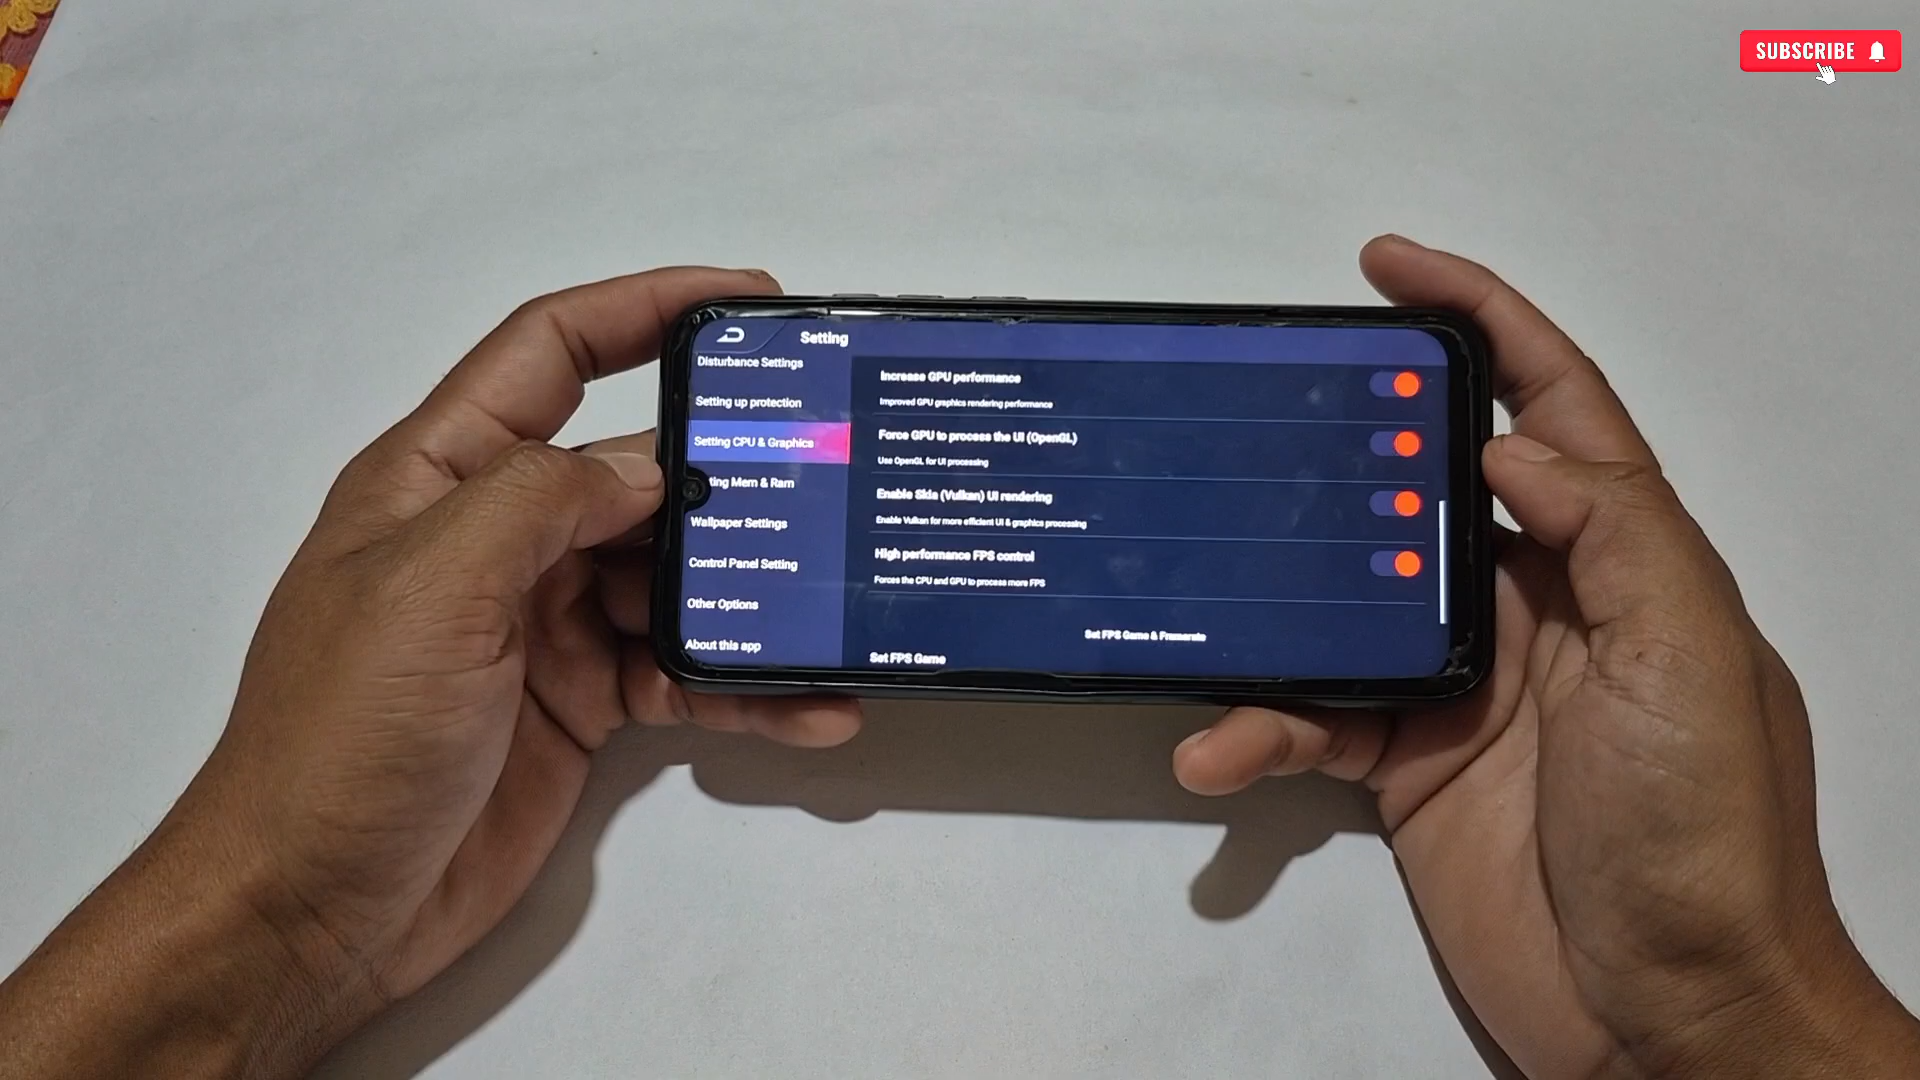 SUBSCRIBE
Setting
Disturbance Settings
Setting up protection
Setting CPU & Graphics
ting Mem & Ram
Wallpaper Settings
Control Panel Setting
Other Options
About this app
Increase GPU performance
Improved GPU graphics rendering performance
Force GPU to process the UI (OpenGL)
Use OpenGL for UI processing
Enable Skia (Vulkan) UI rendering
Enable Vulkan for more efficient UI & graphics processing
High performance FPS control
Forces the CPU and GPU to process more FPS
Set FPS Game & Framerate
Set FPS Game